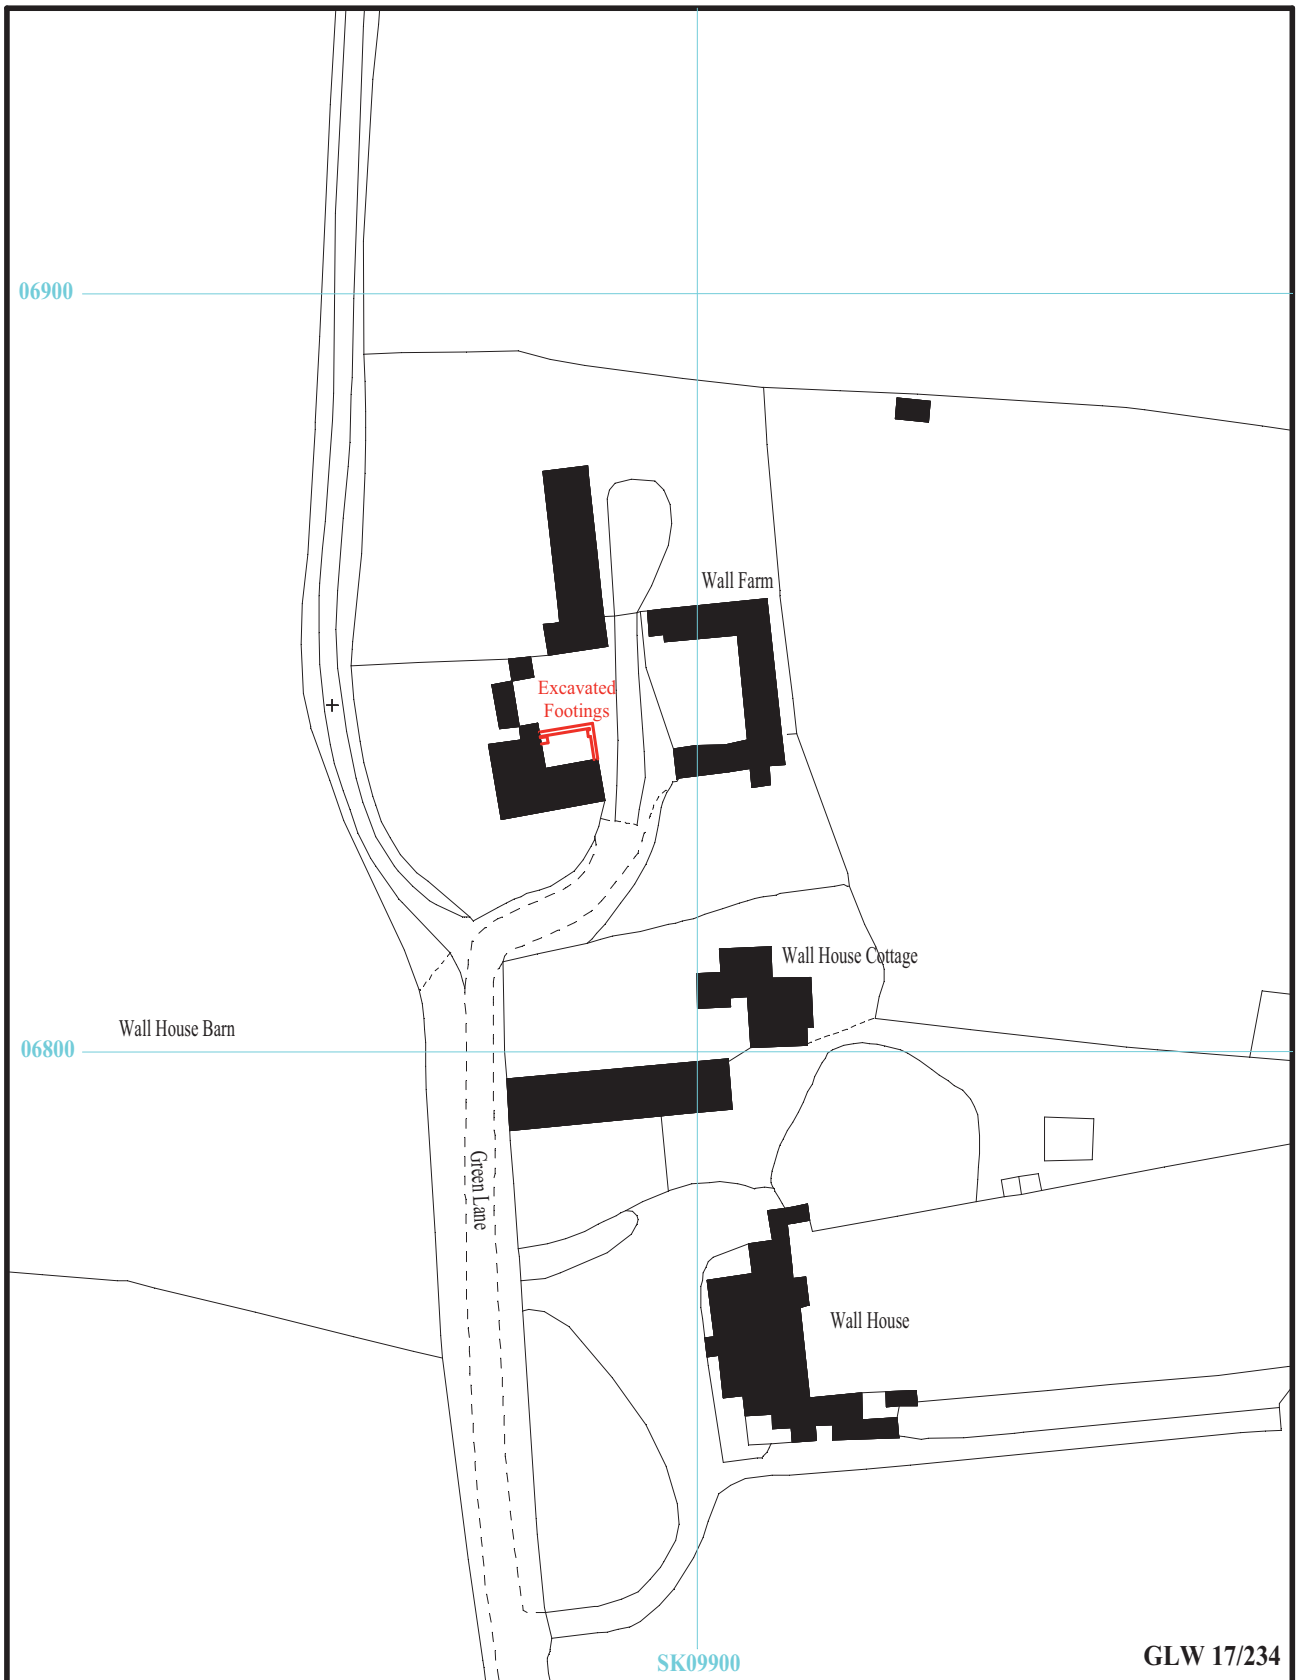 06900
Wall Farm
Excavated
Footings
Wall House Cottage
Wall House Barn
06800
Green Lane
Wall House
SK09900
GLW 17/234